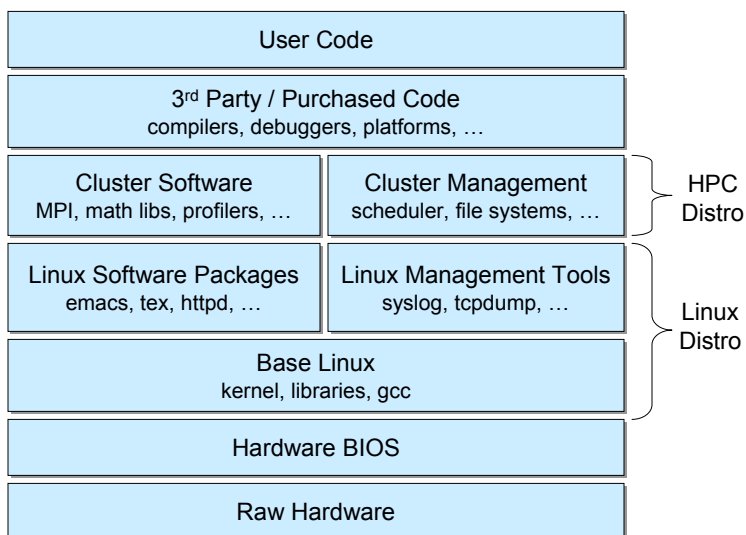 User Code
3rd Party / Purchased Code
compilers, debuggers, platforms, …
Cluster Software
MPI, math libs, profilers, …
Cluster Management
scheduler, file systems, …
HPC
Distro
Linux Software Packages
emacs, tex, httpd, …
Linux Management Tools
syslog, tcpdump, …
Linux
Distro
Base Linux
kernel, libraries, gcc
Hardware BIOS
Raw Hardware